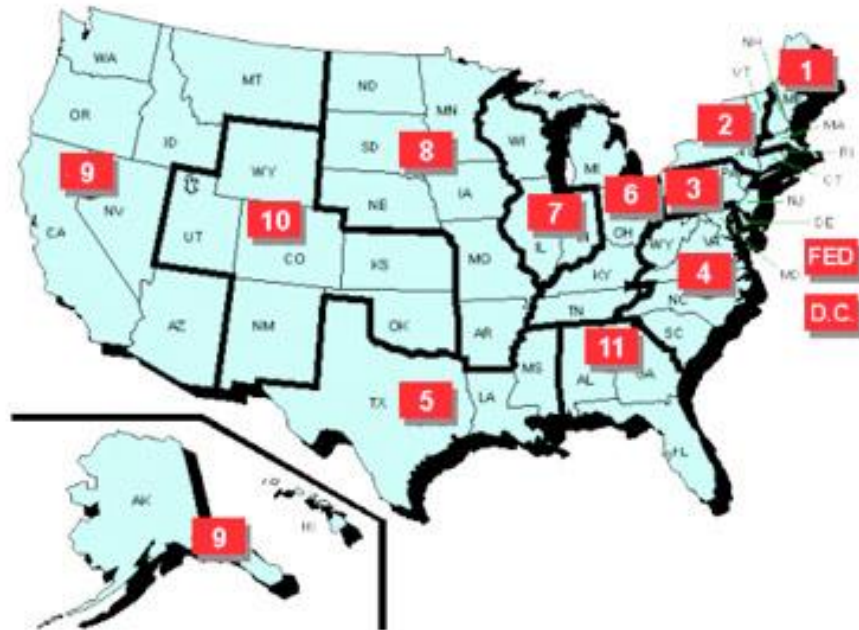 WA
MT
ND
MN
OR
ID
SD
8
WI
MI
NH
VT
1
ME
2
MA
RI
CT
9
WY
NE
IA
7
6
3
PA
NJ
DE
NV
10
CA
UT
CO
KS
MO
IL
IN
OH
WV
VA
KY
4
MD
FED
D.C.
AZ
NM
OK
AR
TN
NC
SC
11
TX
5
LA
MS
AL
GA
FL
AK
9
HI